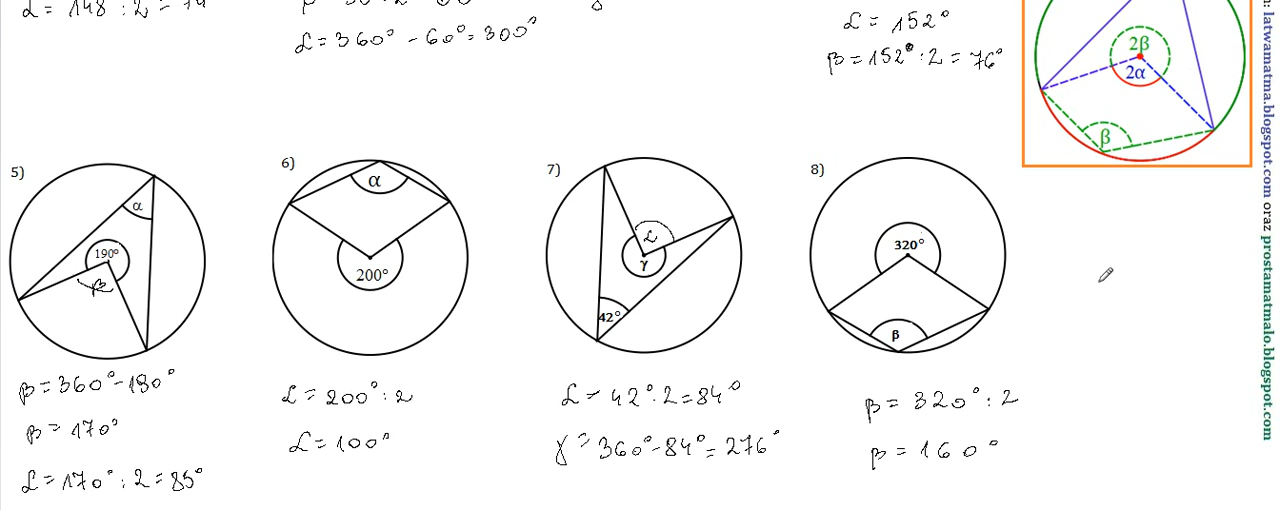 α = 148 : 2 = 74
α = 360° - 60° = 300°
α = 152°
β = 152° : 2 = 76°
2β
2α
β
5)
α
190°
β
β = 360° - 190°
β = 170°
α = 170° : 2 = 85°
6)
α
200°
α = 200° : 2
α = 100°
7)
α
γ
42°
α = 42° · 2 = 84°
γ = 360° - 84° = 276°
8)
320°
β
β = 320° : 2
β = 160°
latwamatma.blogspot.com oraz prostamatmalo.blogspot.com